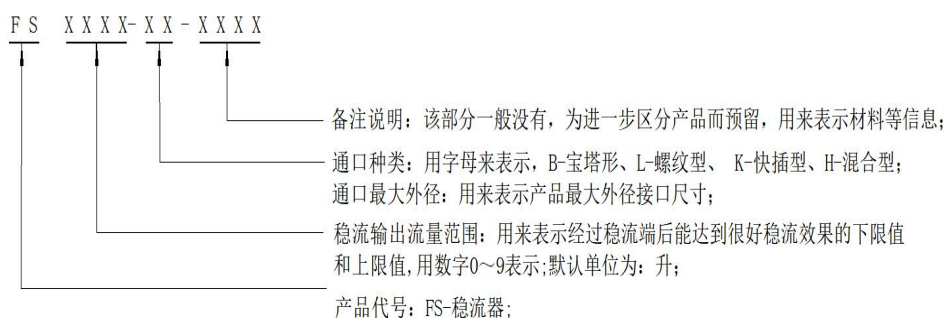 FS XXXX-XX-XXXX
备注说明：该部分一般没有，为进一步区分产品而预留，用来表示材料等信息；
通口种类：用字母来表示，B-宝塔形、L-螺纹型、 K-快插型、H-混合型；
通口最大外径：用来表示产品最大外径接口尺寸；
稳流输出流量范围：用来表示经过稳流端后能达到很好稳流效果的下限值
和上限值,用数字0～9表示;默认单位为：升；
产品代号：FS-稳流器;